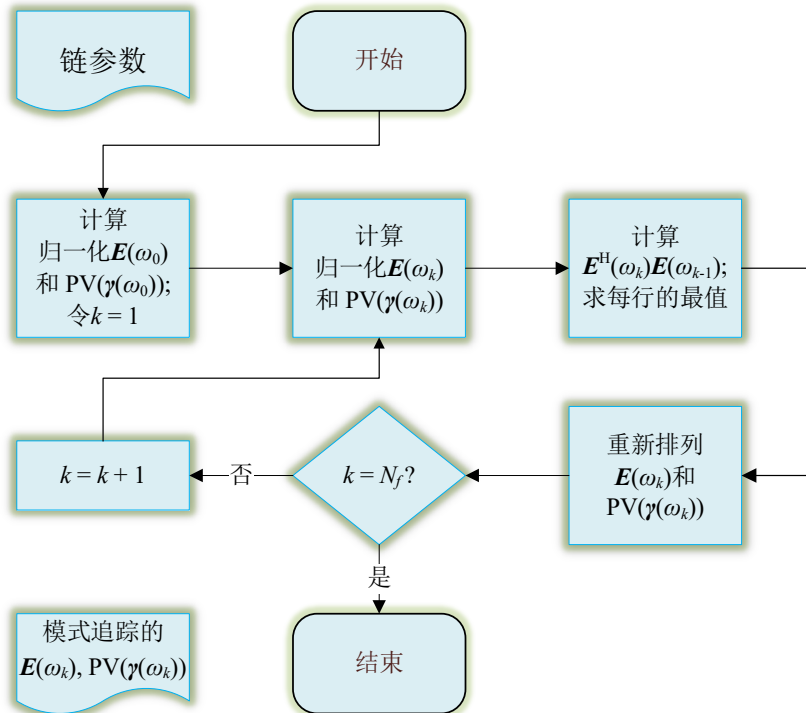 链参数
开始
计算
归一化E(ω₀)
和 PV(γ(ω₀));
令k = 1
计算
归一化E(ωₖ)
和 PV(γ(ωₖ))
计算
Eᴴ(ωₖ)E(ωₖ₋₁);
求每行的最值
k = k + 1
否
k = N_f?
重新排列
E(ωₖ)和
PV(γ(ωₖ))
是
模式追踪的
E(ωₖ), PV(γ(ωₖ))
结束